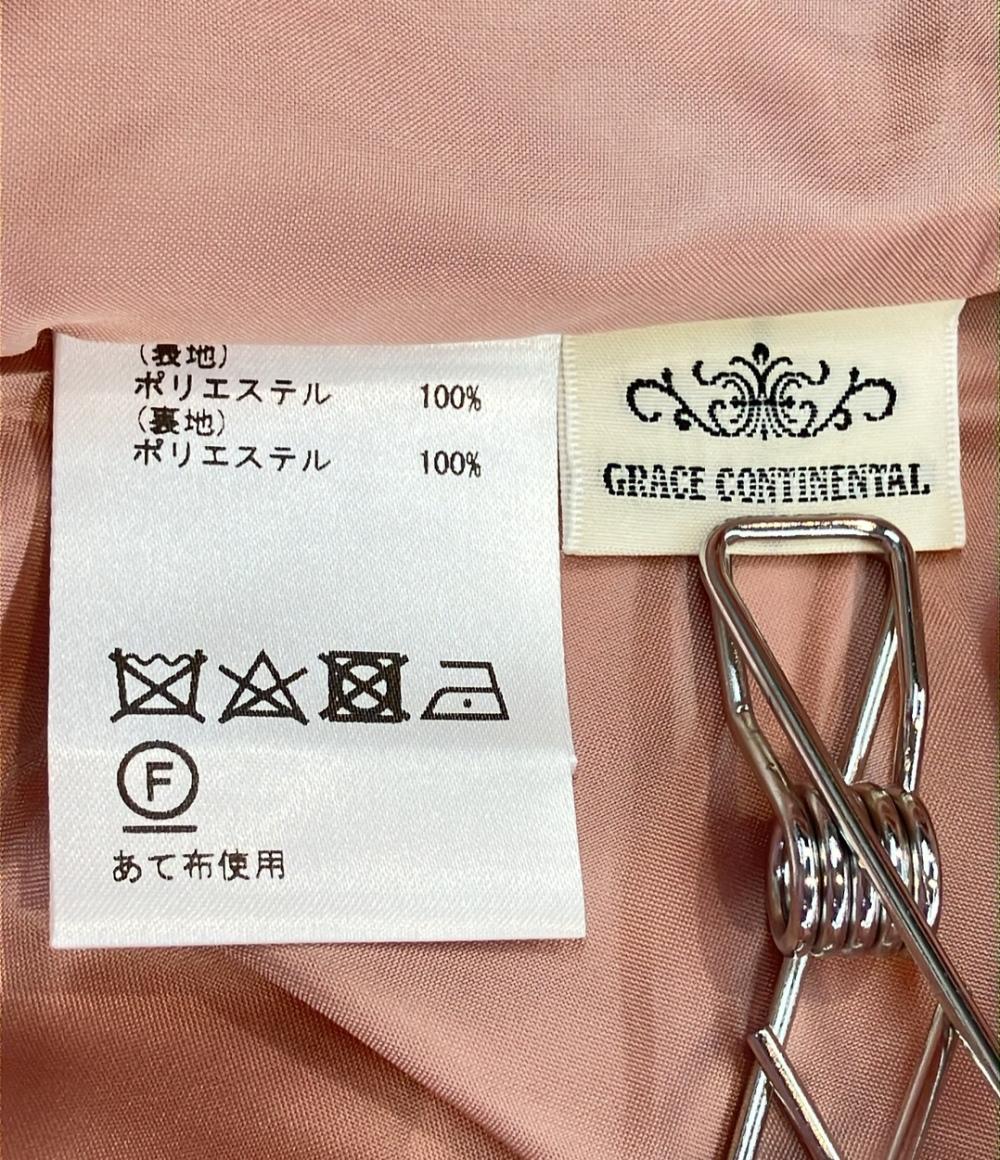 (表地)
ポリエステル 100%
(裏地)
ポリエステル 100%
F
あて布使用
GRACE CONTINENTAL